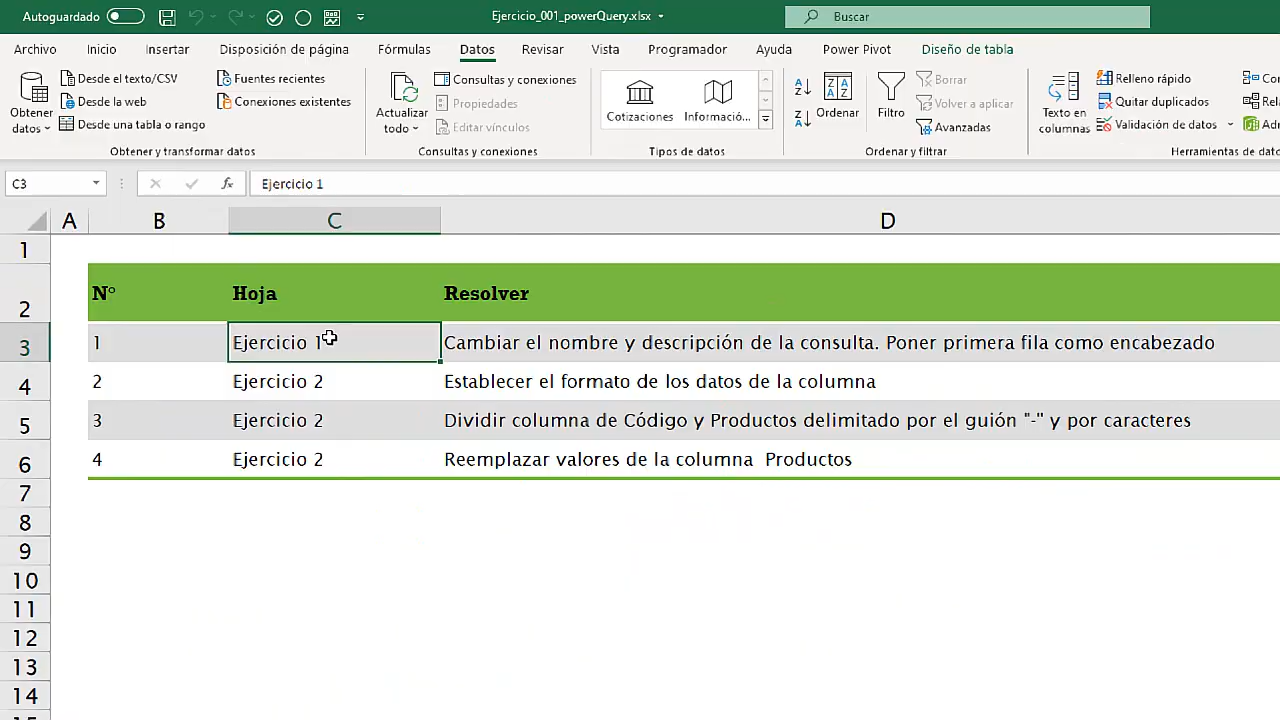 Autoguardado
Ejercicio_001_powerQuery.xlsx
Buscar
Archivo Inicio Insertar Disposición de página Fórmulas Datos Revisar Vista Programador Ayuda Power Pivot Diseño de tabla
Obtener datos
Desde el texto/CSV
Desde la web
Desde una tabla o rango
Fuentes recientes
Conexiones existentes
Obtener y transformar datos
Actualizar todo
Consultas y conexiones
Propiedades
Editar vínculos
Consultas y conexiones
Cotizaciones
Informació...
Tipos de datos
Ordenar
Filtro
Borrar
Volver a aplicar
Avanzadas
Ordenar y filtrar
Texto en
columnas
Relleno rápido
Quitar duplicados
Validación de datos
Herramientas de dato
C3
fx
Ejercicio 1
A B C D
1
2 N° Hoja Resolver
3 1 Ejercicio 1 Cambiar el nombre y descripción de la consulta. Poner primera fila como encabezado
4 2 Ejercicio 2 Establecer el formato de los datos de la columna
5 3 Ejercicio 2 Dividir columna de Código y Productos delimitado por el guión "-" y por caracteres
6 4 Ejercicio 2 Reemplazar valores de la columna Productos
7
8
9
10
11
12
13
14